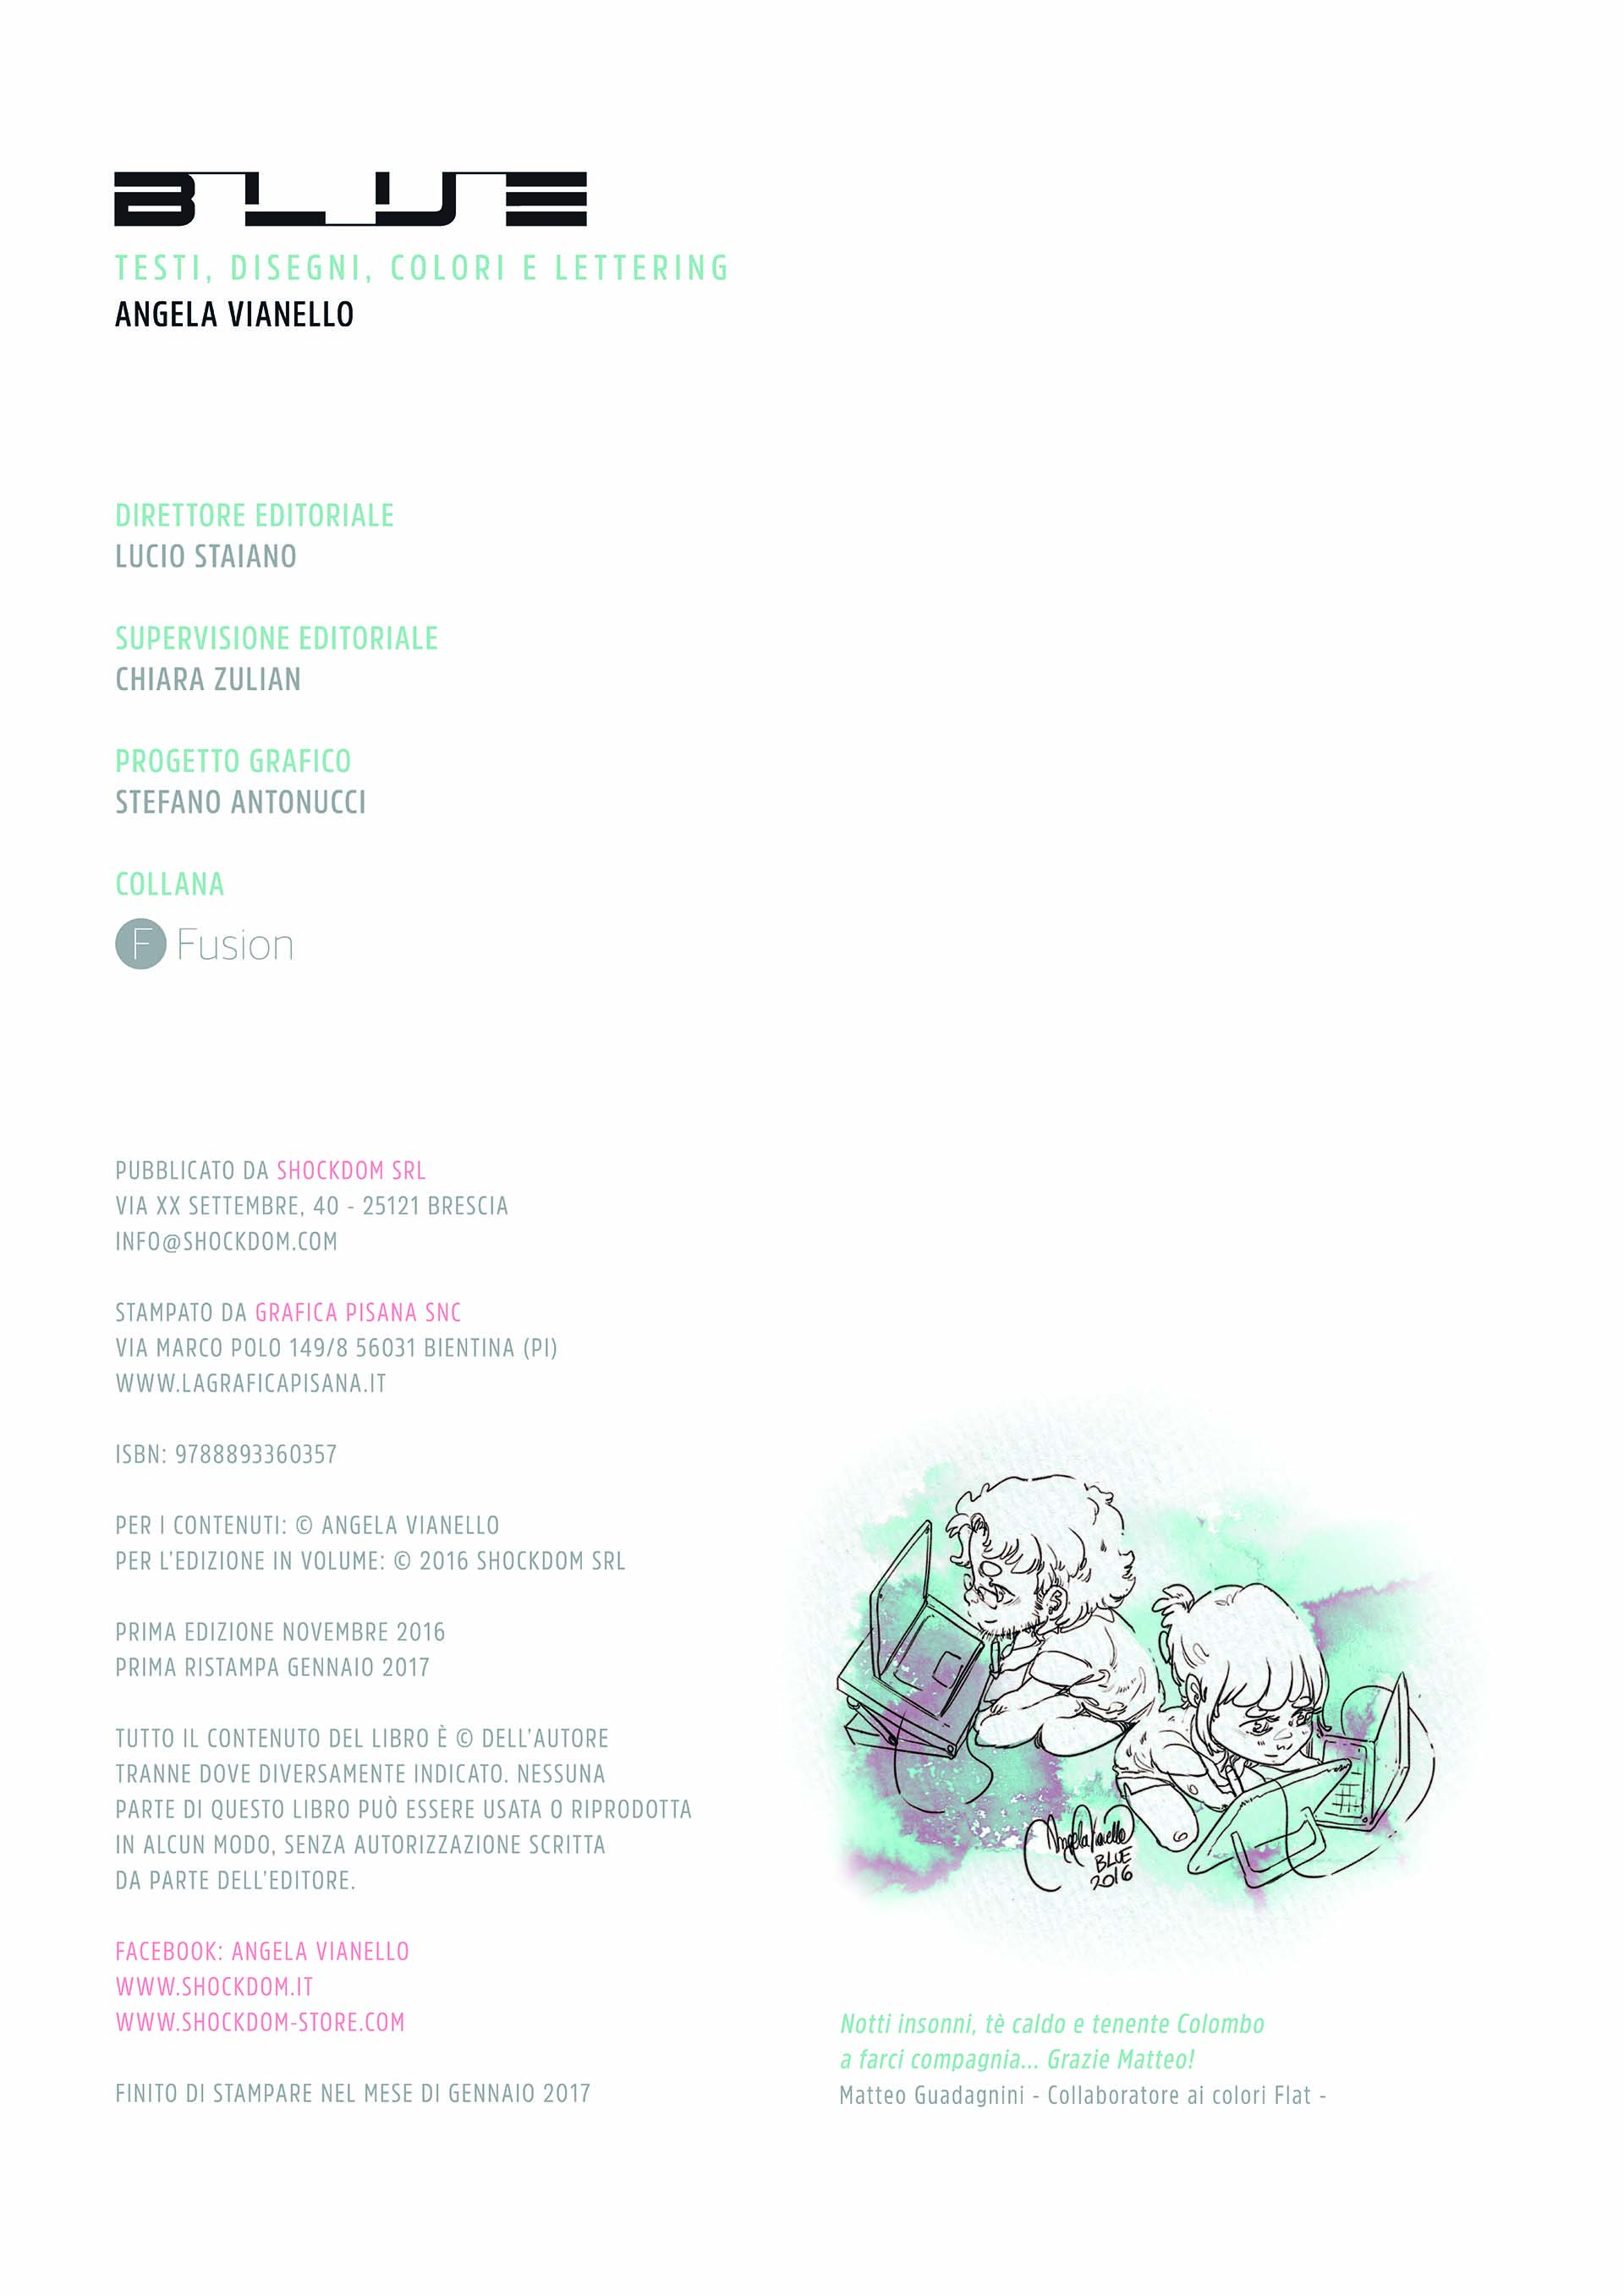 BLUE
TESTI, DISEGNI, COLORI E LETTERING
ANGELA VIANELLO
DIRETTORE EDITORIALE
LUCIO STAIANO
SUPERVISIONE EDITORIALE
CHIARA ZULIAN
PROGETTO GRAFICO
STEFANO ANTONUCCI
COLLANA
F Fusion
PUBBLICATO DA SHOCKDOM SRL
VIA XX SETTEMBRE, 40 - 25121 BRESCIA
INFO@SHOCKDOM.COM
STAMPATO DA GRAFICA PISANA SNC
VIA MARCO POLO 149/8 56031 BIENTINA (PI)
WWW.LAGRAFICAPISANA.IT
ISBN: 9788893360357
PER I CONTENUTI: © ANGELA VIANELLO
PER L'EDIZIONE IN VOLUME: © 2016 SHOCKDOM SRL
PRIMA EDIZIONE NOVEMBRE 2016
PRIMA RISTAMPA GENNAIO 2017
TUTTO IL CONTENUTO DEL LIBRO È © DELL'AUTORE
TRANNE DOVE DIVERSAMENTE INDICATO. NESSUNA
PARTE DI QUESTO LIBRO PUÒ ESSERE USATA O RIPRODOTTA
IN ALCUN MODO, SENZA AUTORIZZAZIONE SCRITTA
DA PARTE DELL'EDITORE.
FACEBOOK: ANGELA VIANELLO
WWW.SHOCKDOM.IT
WWW.SHOCKDOM-STORE.COM
FINITO DI STAMPARE NEL MESE DI GENNAIO 2017
Angela Vianello
BLUE
2016
Notti insonni, tè caldo e tenente Colombo
a farci compagnia... Grazie Matteo!
Matteo Guadagnini - Collaboratore ai colori Flat -